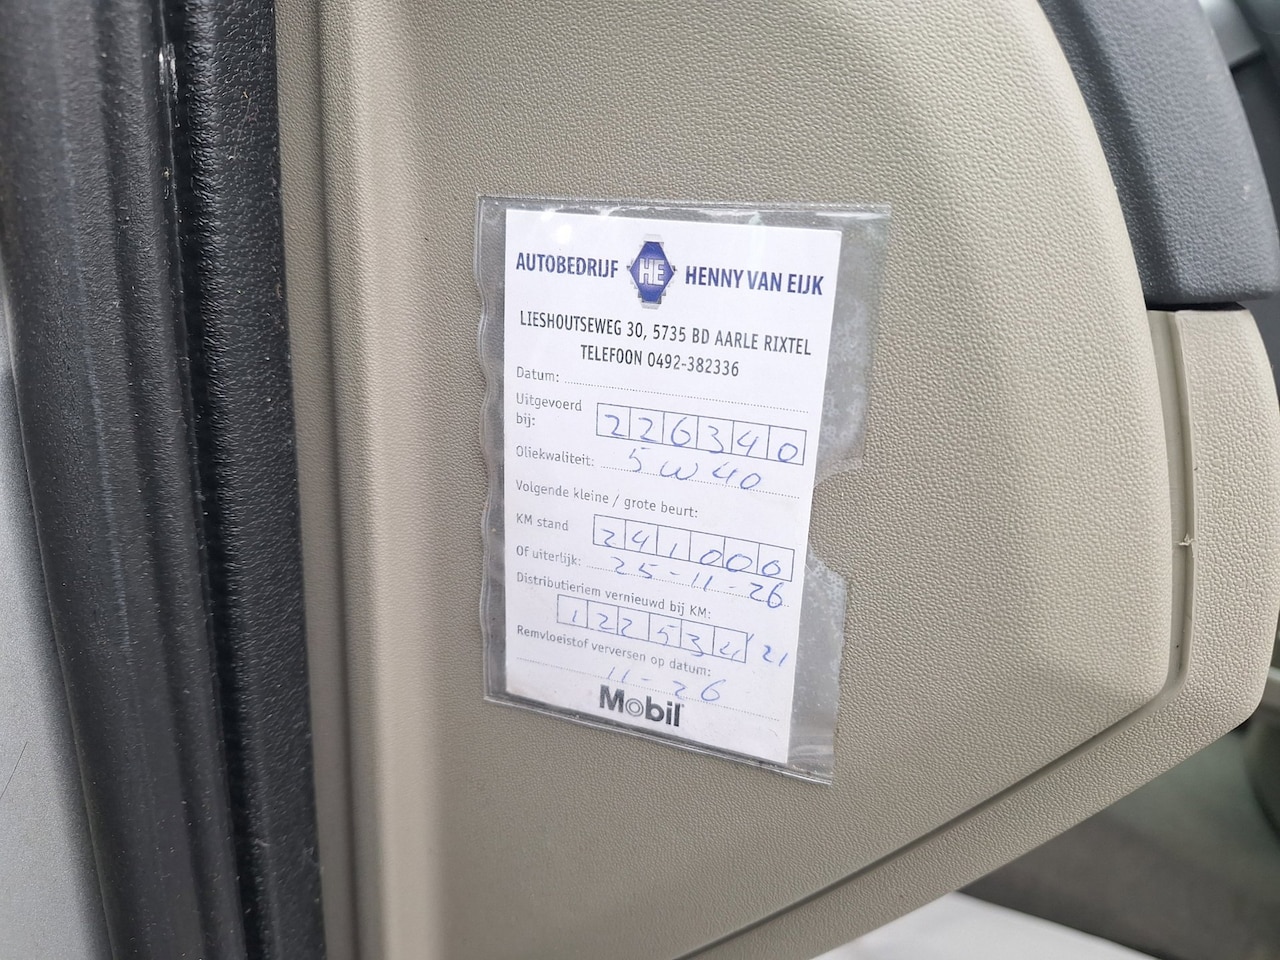 AUTOBEDRIJF HE HENNY VAN EIJK
LIESHOUTSEWEG 30, 5735 BD AARLE RIXTEL
TELEFOON 0492-382336
Datum:
Uitgevoerd
bij: 226340
Oliekwaliteit: 5W40
Volgende kleine / grote beurt:
KM stand 241000
Of uiterlijk: 25-11-26
Distributieriem vernieuwd bij KM:
122534 '21
Remvloeistof verversen op datum:
11-26
Mobil